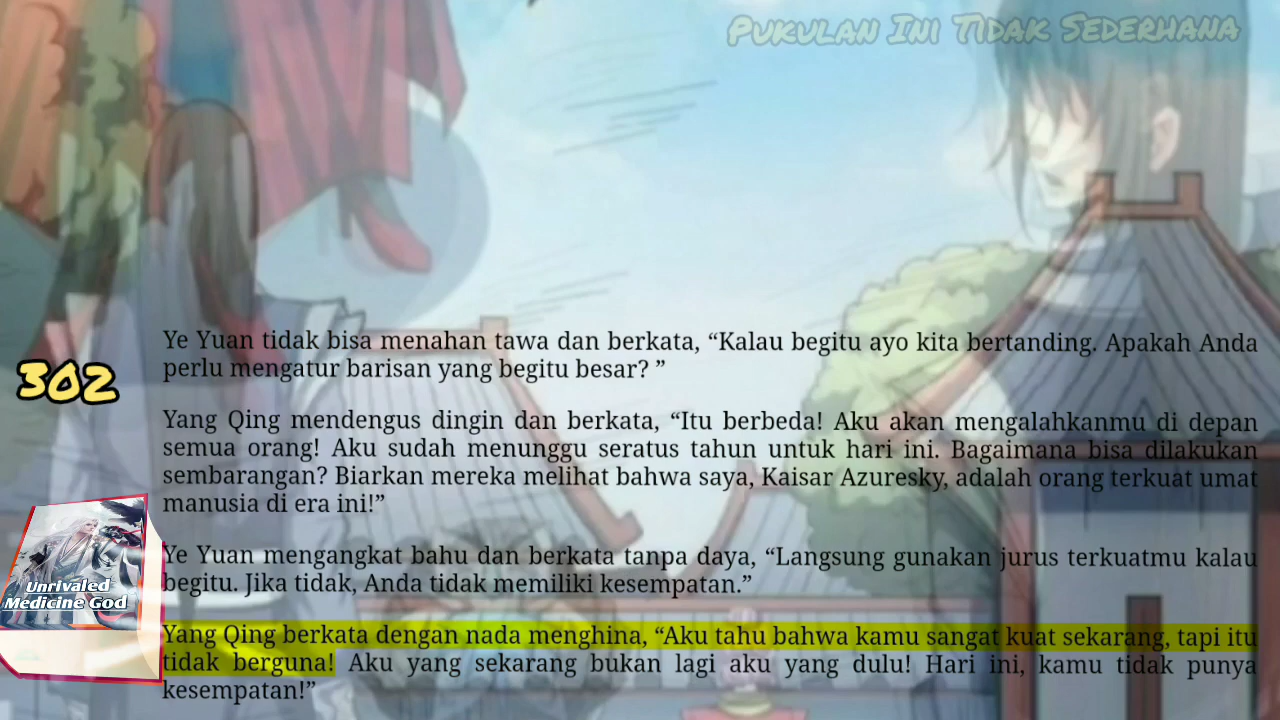 Pukulan Ini Tidak Sederhana
Ye Yuan tidak bisa menahan tawa dan berkata, “Kalau begitu ayo kita bertanding. Apakah Anda
perlu mengatur barisan yang begitu besar? ”
302
Yang Qing mendengus dingin dan berkata, “Itu berbeda! Aku akan mengalahkanmu di depan
semua orang! Aku sudah menunggu seratus tahun untuk hari ini. Bagaimana bisa dilakukan
sembarangan? Biarkan mereka melihat bahwa saya, Kaisar Azuresky, adalah orang terkuat umat
manusia di era ini!”
Ye Yuan mengangkat bahu dan berkata tanpa daya, “Langsung gunakan jurus terkuatmu kalau
begitu. Jika tidak, Anda tidak memiliki kesempatan.”
Unrivaled
Medicine God
Yang Qing berkata dengan nada menghina, “Aku tahu bahwa kamu sangat kuat sekarang, tapi itu
tidak berguna! Aku yang sekarang bukan lagi aku yang dulu! Hari ini, kamu tidak punya
kesempatan!”